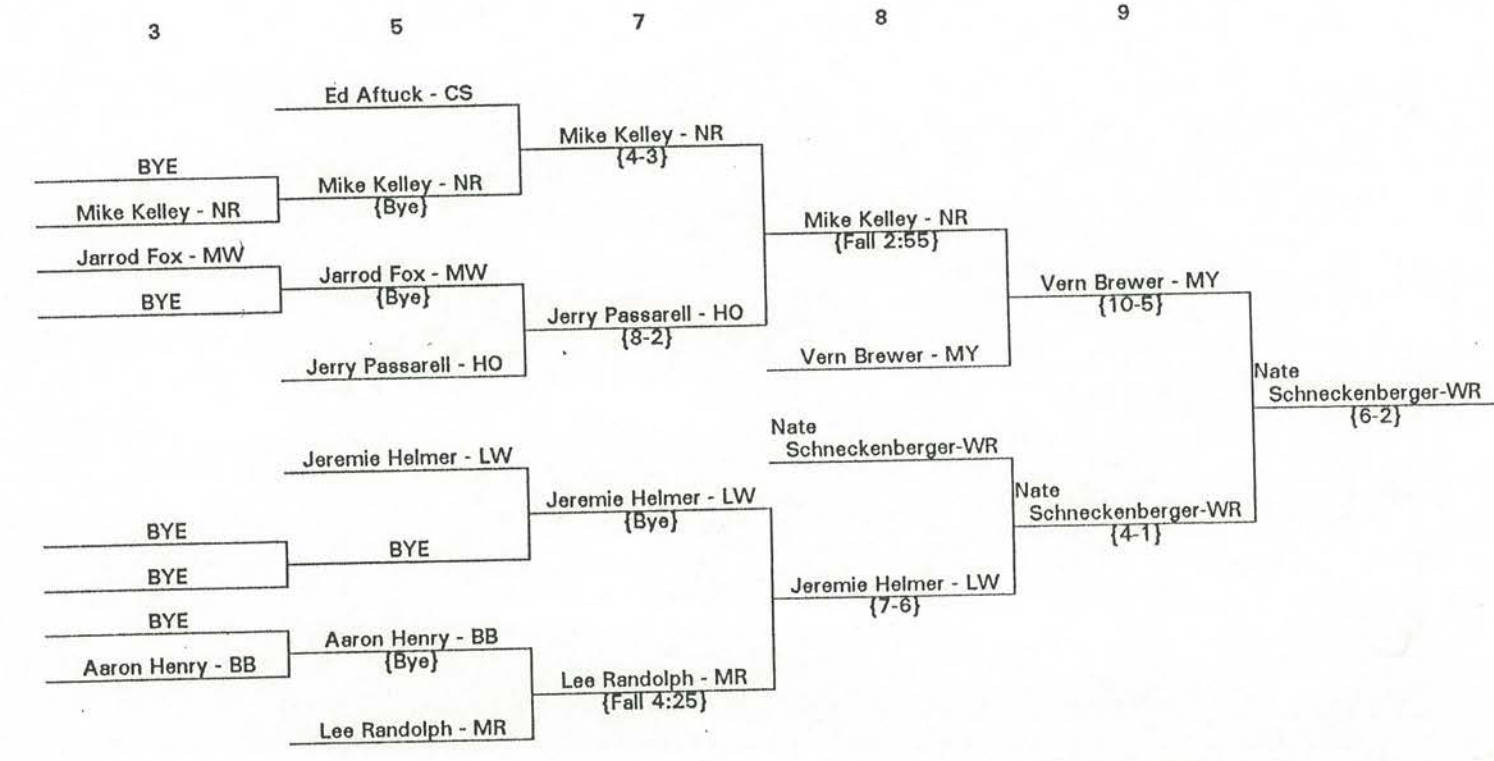 3 5 7 8 9
Ed Aftuck - CS
Mike Kelley - NR
{4-3}
BYE
Mike Kelley - NR
{Bye}
Mike Kelley - NR
Mike Kelley - NR
{Fall 2:55}
Jarrod Fox - MW
Jarrod Fox - MW
{Bye}
BYE
Vern Brewer - MY
{10-5}
Jerry Passarell - HO
{8-2}
Jerry Passarell - HO
Vern Brewer - MY
Nate
Schneckenberger-WR
{6-2}
Nate
Schneckenberger-WR
Jeremie Helmer - LW
Jeremie Helmer - LW
{Bye}
Nate
Schneckenberger-WR
{4-1}
BYE
BYE
BYE
Jeremie Helmer - LW
{7-6}
BYE
Aaron Henry - BB
{Bye}
Aaron Henry - BB
Lee Randolph - MR
{Fall 4:25}
Lee Randolph - MR